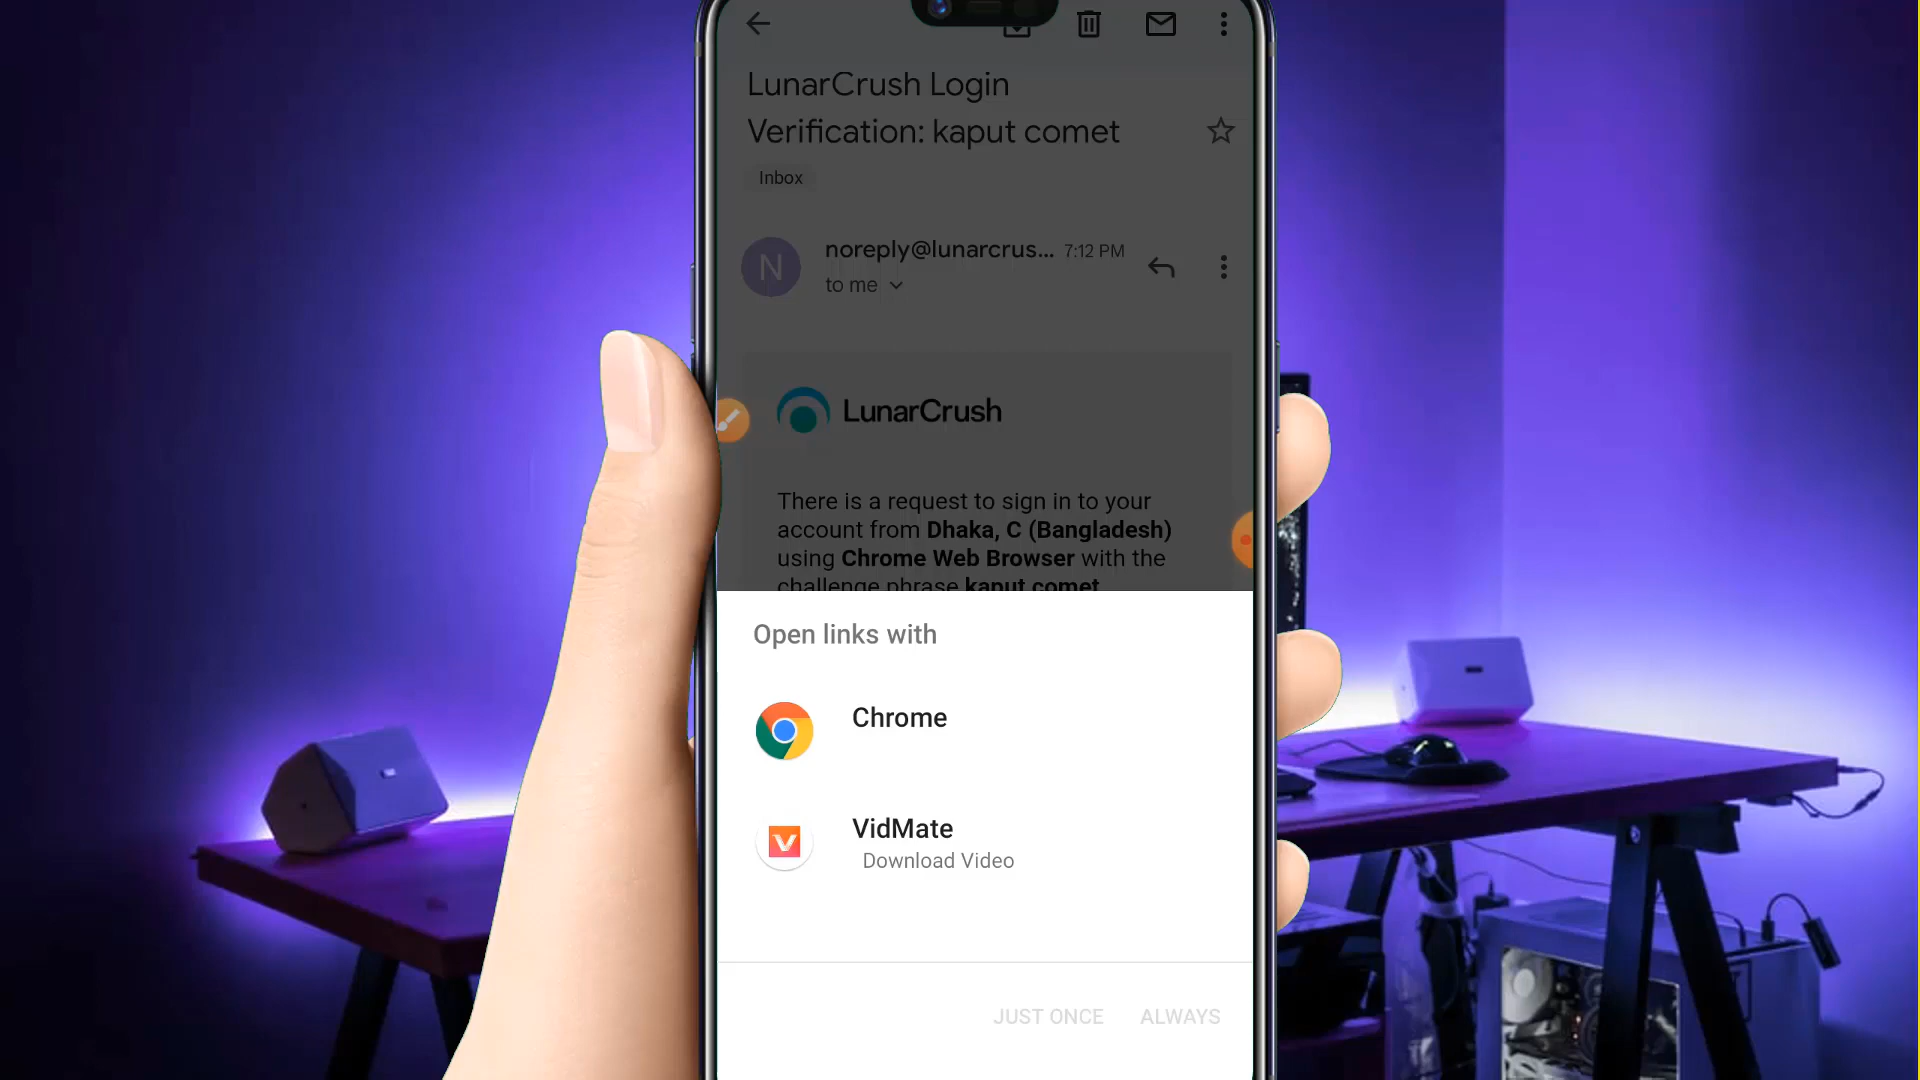 LunarCrush Login
Verification: kaput comet
Inbox
N
noreply@lunarcrus... 7:12 PM
to me
LunarCrush
There is a request to sign in to your
account from Dhaka, C (Bangladesh)
using Chrome Web Browser with the
challenge phrase kaput comet
Open links with
Chrome
VidMate
Download Video
JUST ONCE ALWAYS